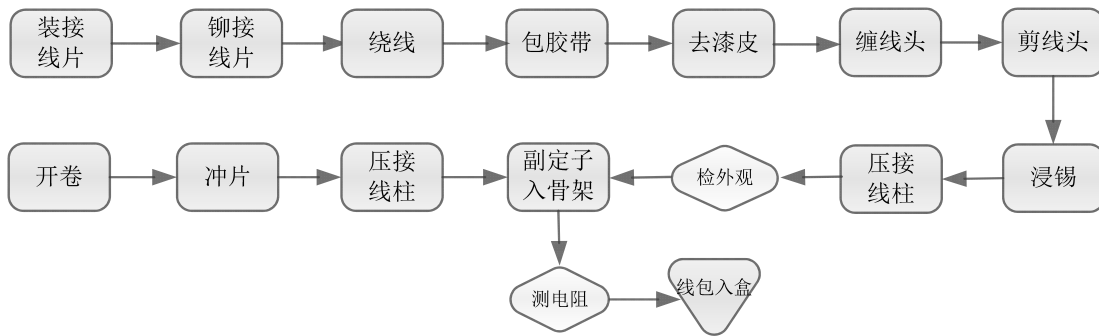 装接
线片
铆接
线片
绕线
包胶带
去漆皮
缠线头
剪线头
开卷
冲片
压接
线柱
副定子
入骨架
检外观
压接
线柱
浸锡
测电阻
线包入盒